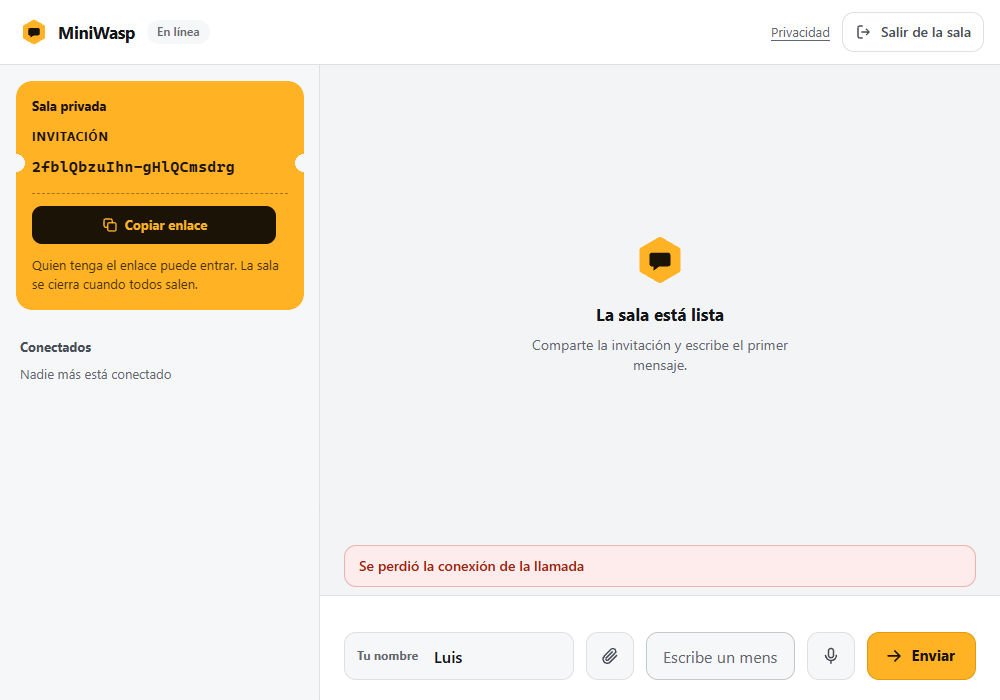 MiniWasp
En línea
Privacidad
Salir de la sala
Sala privada
INVITACIÓN
2fblQbzuIhn-gHlQCmsdrg
Copiar enlace
Quien tenga el enlace puede entrar. La sala
se cierra cuando todos salen.
Conectados
Nadie más está conectado
La sala está lista
Comparte la invitación y escribe el primer
mensaje.
Se perdió la conexión de la llamada
Tu nombre
Luis
Escribe un mens
Enviar